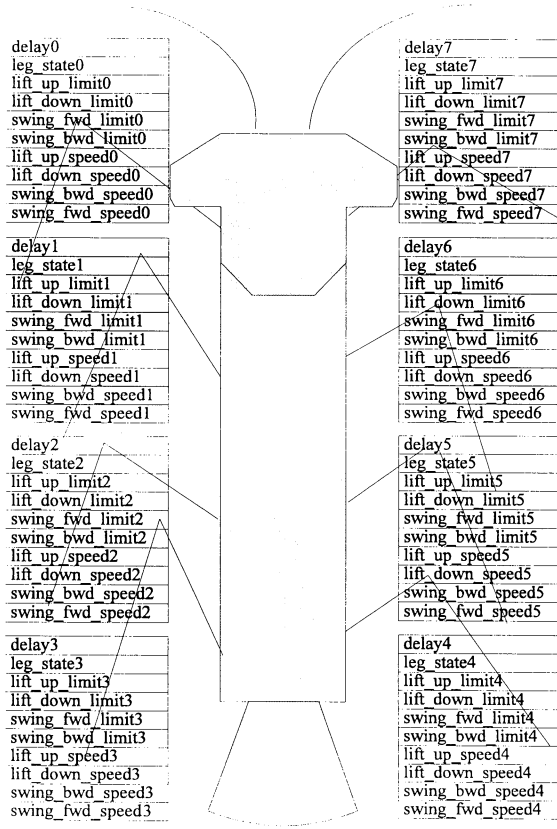 delay0
leg_state0
lift_up_limit0
lift_down_limit0
swing_fwd_limit0
swing_bwd_limit0
lift_up_speed0
lift_down_speed0
swing_bwd_speed0
swing_fwd_speed0
delay1
leg_state1
lift_up_limit1
lift_down_limit1
swing_fwd_limit1
swing_bwd_limit1
lift_up_speed1
lift_down_speed1
swing_bwd_speed1
swing_fwd_speed1
delay2
leg_state2
lift_up_limit2
lift_down_limit2
swing_fwd_limit2
swing_bwd_limit2
lift_up_speed2
lift_down_speed2
swing_bwd_speed2
swing_fwd_speed2
delay3
leg_state3
lift_up_limit3
lift_down_limit3
swing_fwd_limit3
swing_bwd_limit3
lift_up_speed3
lift_down_speed3
swing_bwd_speed3
swing_fwd_speed3
delay7
leg_state7
lift_up_limit7
lift_down_limit7
swing_fwd_limit7
swing_bwd_limit7
lift_up_speed7
lift_down_speed7
swing_bwd_speed7
swing_fwd_speed7
delay6
leg_state6
lift_up_limit6
lift_down_limit6
swing_fwd_limit6
swing_bwd_limit6
lift_up_speed6
lift_down_speed6
swing_bwd_speed6
swing_fwd_speed6
delay5
leg_state5
lift_up_limit5
lift_down_limit5
swing_fwd_limit5
swing_bwd_limit5
lift_up_speed5
lift_down_speed5
swing_bwd_speed5
swing_fwd_speed5
delay4
leg_state4
lift_up_limit4
lift_down_limit4
swing_fwd_limit4
swing_bwd_limit4
lift_up_speed4
lift_down_speed4
swing_bwd_speed4
swing_fwd_speed4